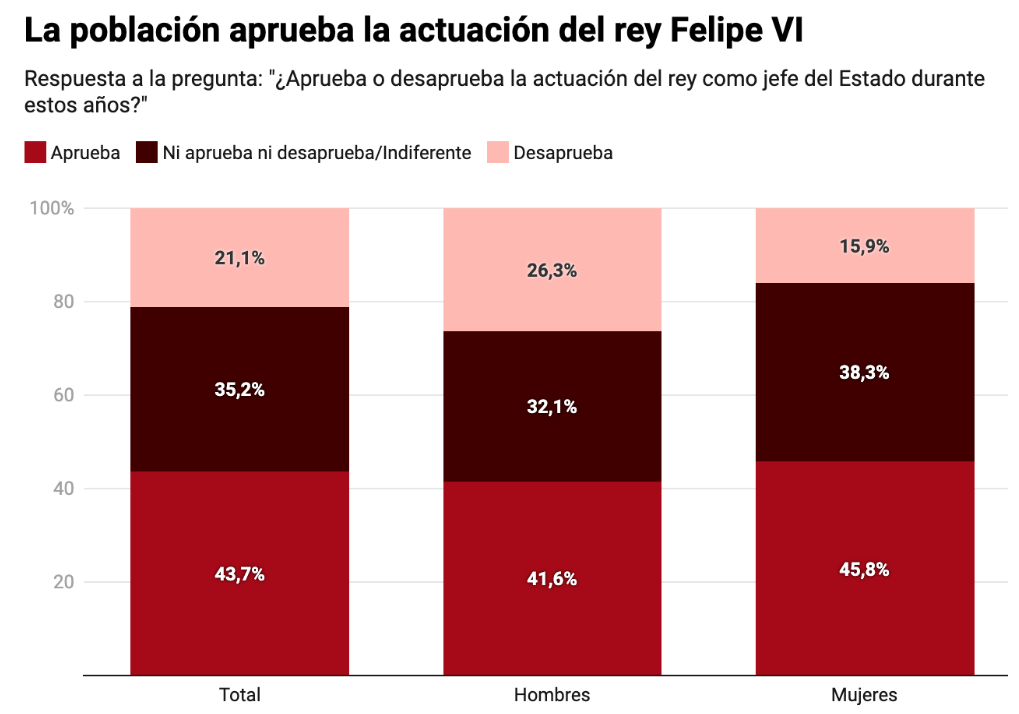 La población aprueba la actuación del rey Felipe VI
Respuesta a la pregunta: "¿Aprueba o desaprueba la actuación del rey como jefe del Estado durante
estos años?"
Aprueba Ni aprueba ni desaprueba/Indiferente Desaprueba
100%
80
60
40
20
21,1%
26,3%
15,9%
35,2%
32,1%
38,3%
43,7%
41,6%
45,8%
Total Hombres Mujeres